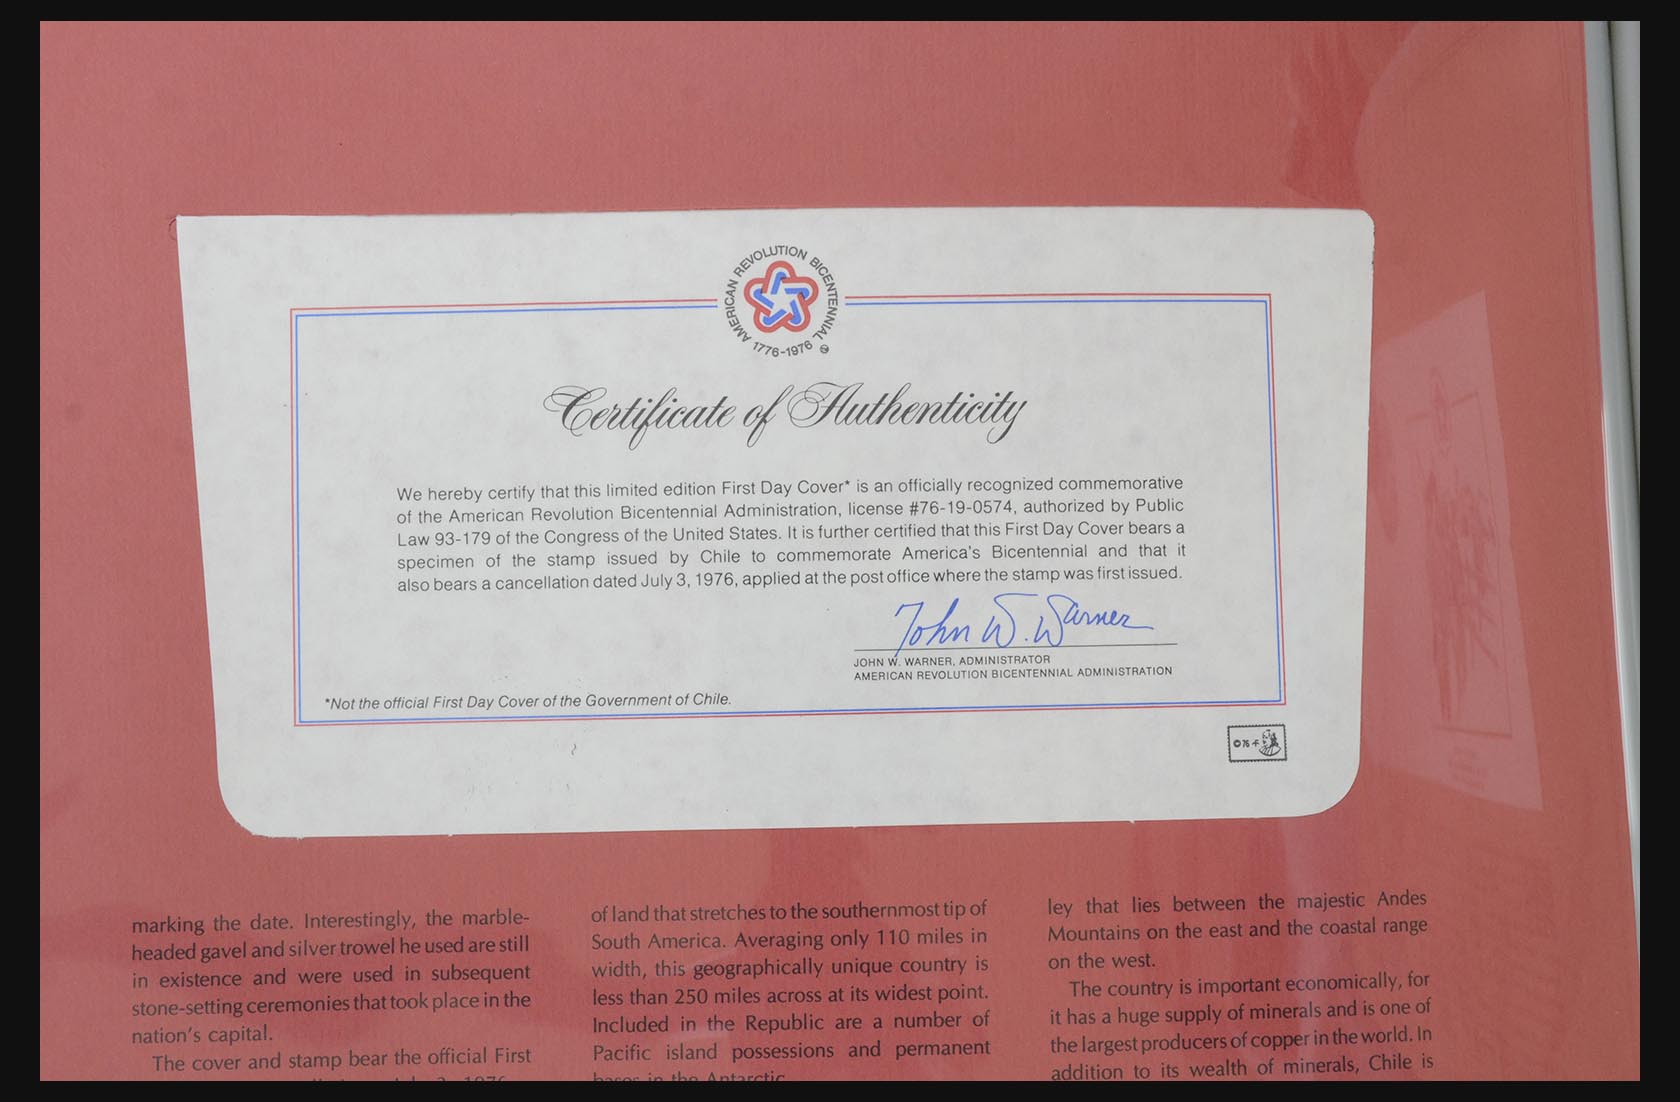 AMERICAN REVOLUTION BICENTENNIAL
1776-1976
Certificate of Authenticity
We hereby certify that this limited edition First Day Cover* is an officially recognized commemorative
of the American Revolution Bicentennial Administration, license #76-19-0574, authorized by Public
Law 93-179 of the Congress of the United States. It is further certified that this First Day Cover bears a
specimen of the stamp issued by Chile to commemorate America's Bicentennial and that it
also bears a cancellation dated July 3, 1976, applied at the post office where the stamp was first issued.
John W. Warner
JOHN W. WARNER, ADMINISTRATOR
AMERICAN REVOLUTION BICENTENNIAL ADMINISTRATION
*Not the official First Day Cover of the Government of Chile.
©76
marking the date. Interestingly, the marble-
headed gavel and silver trowel he used are still
in existence and were used in subsequent
stone-setting ceremonies that took place in the
nation's capital.
The cover and stamp bear the official First
of land that stretches to the southernmost tip of
South America. Averaging only 110 miles in
width, this geographically unique country is
less than 250 miles across at its widest point.
Included in the Republic are a number of
Pacific island possessions and permanent
bases in the Antarctic.
ley that lies between the majestic Andes
Mountains on the east and the coastal range
on the west.
The country is important economically, for
it has a huge supply of minerals and is one of
the largest producers of copper in the world. In
addition to its wealth of minerals, Chile is